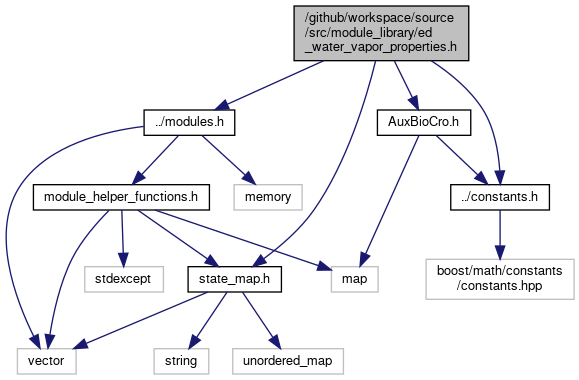 /github/workspace/source
/src/module_library/ed
_water_vapor_properties.h
../modules.h
AuxBioCro.h
module_helper_functions.h
memory
../constants.h
stdexcept
state_map.h
map
boost/math/constants
/constants.hpp
vector
string
unordered_map